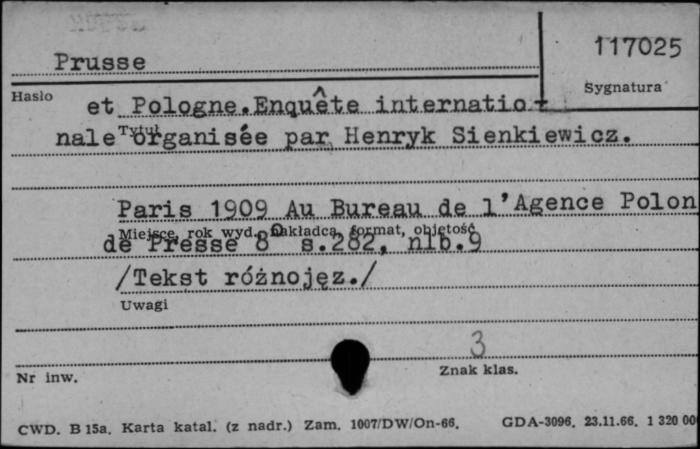 117025
Prusse
Hasło
Sygnatura
et Pologne.Enquête internatio-
nale organisée par Henryk Sienkiewicz.
Tytuł
Paris 1909 Au Bureau de l'Agence Polon
Miejsce, rok wyd., nakładca, format, objętość
de Presse 8° s.282, nlb.9
/Tekst różnojęz./
Uwagi
3
Nr inw.
Znak klas.
CWD. B 15a. Karta katal. (z nadr.) Zam. 1007/DW/On-66. GDA-3096. 23.11.66. 1 320 00